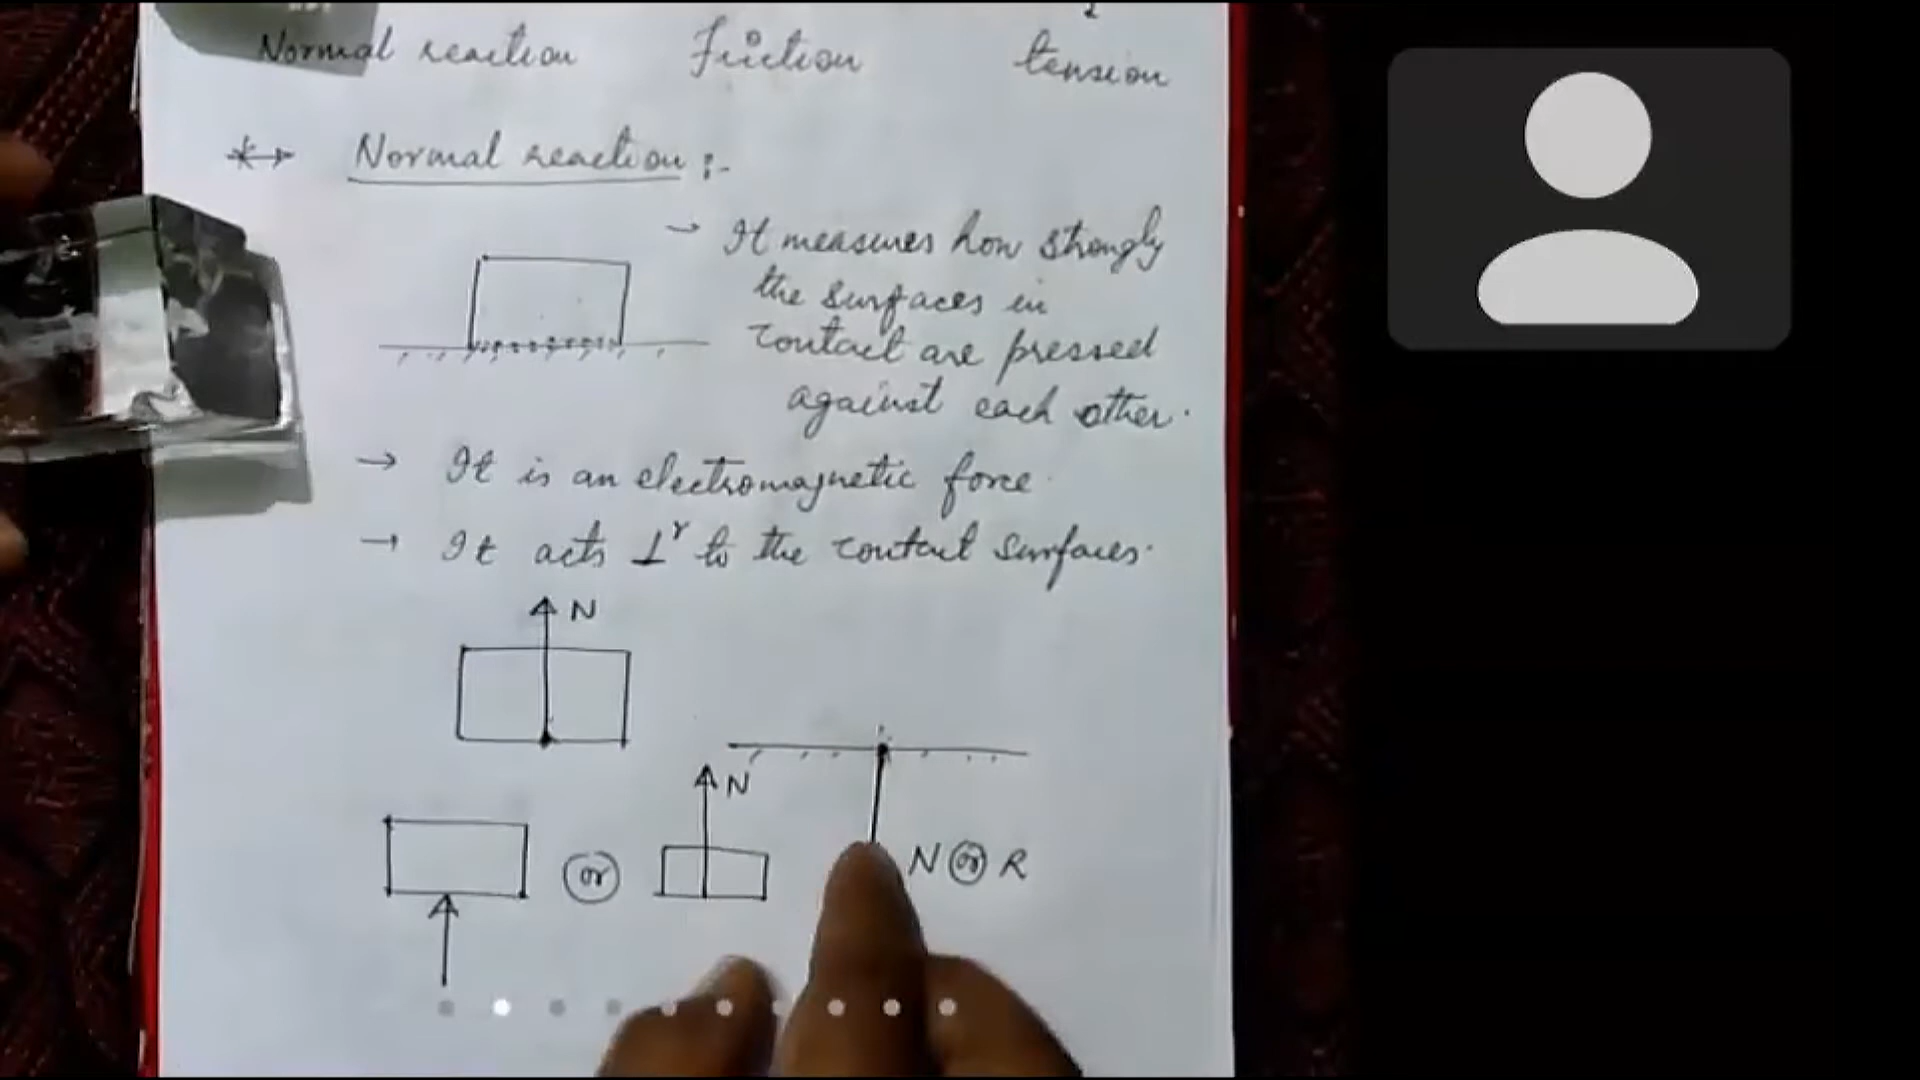 Normal reaction Friction tension
Normal reaction :-
→ It measures how strongly
the surfaces in
contact are pressed
against each other.
→ It is an electromagnetic force.
→ It acts ⊥ʳ to the contact surfaces.
N
N
or
N or R